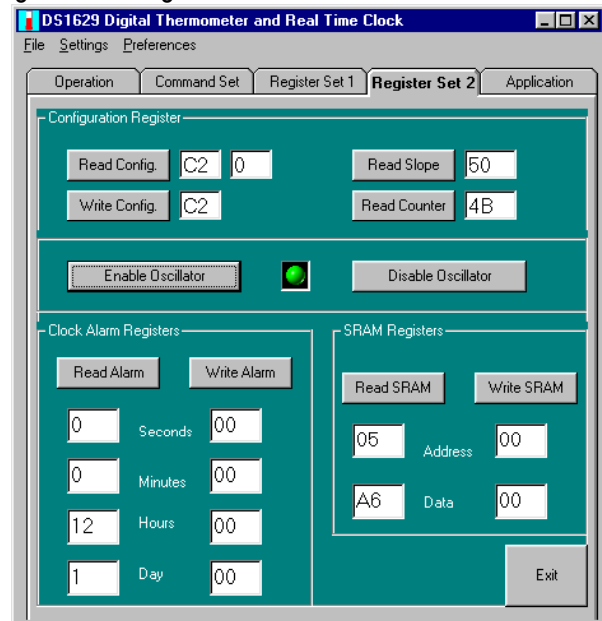 DS1629 Digital Thermometer and Real Time Clock
File Settings Preferences
Operation Command Set Register Set 1 Register Set 2 Application
Configuration Register
Read Config. C2 0 Read Slope 50
Write Config. C2 Read Counter 4B
Enable Oscillator Disable Oscillator
Clock Alarm Registers
Read Alarm Write Alarm
0 Seconds 00
0 Minutes 00
12 Hours 00
1 Day 00
SRAM Registers
Read SRAM Write SRAM
05 Address 00
A6 Data 00
Exit